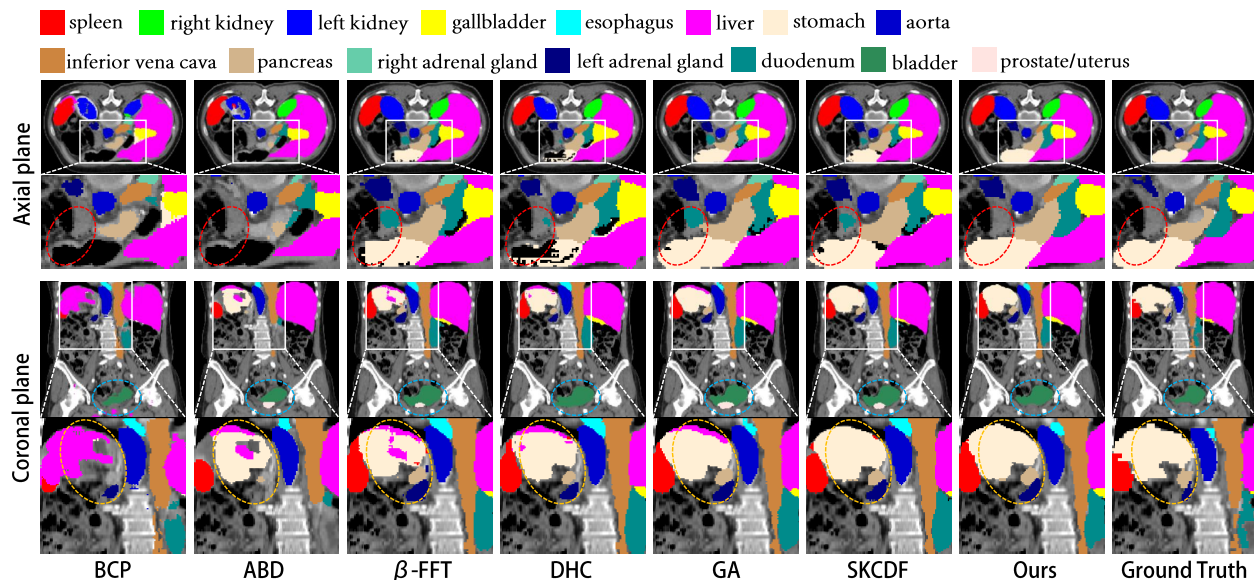 spleen right kidney left kidney gallbladder esophagus liver stomach aorta
inferior vena cava pancreas right adrenal gland left adrenal gland duodenum bladder prostate/uterus
Axial plane
Coronal plane
BCP ABD β-FFT DHC GA SKCDF Ours Ground Truth